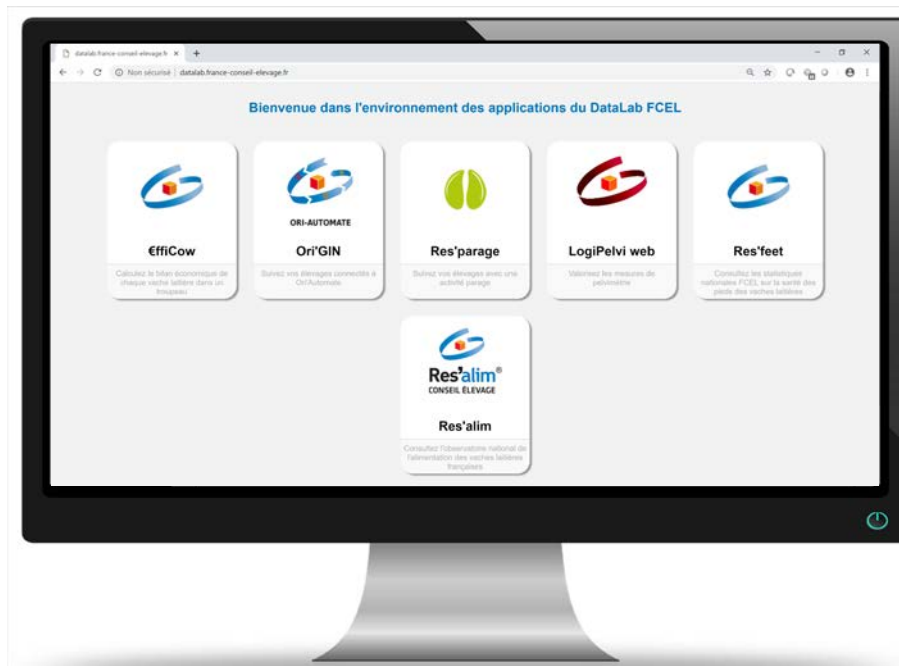 datalab.france-conseil-elevage.fr
Non sécurisé | datalab.france-conseil-elevage.fr
Bienvenue dans l'environnement des applications du DataLab FCEL
€ffiCow
Calculez le bilan économique de
chaque vache laitière dans un
troupeau
ORI-AUTOMATE
Ori'GIN
Suivez vos élevages connectés à
Ori'Automate
Res'parage
Suivez vos élevages avec une
activité parage
LogiPelvi web
Valorisez les mesures de
pelvimétrie
Res'feet
Consultez les statistiques
nationales FCEL sur la santé des
pieds des vaches laitières
Res'alim®
CONSEIL ÉLEVAGE
Res'alim
Consultez l'observatoire national de
l'alimentation des vaches laitières
françaises